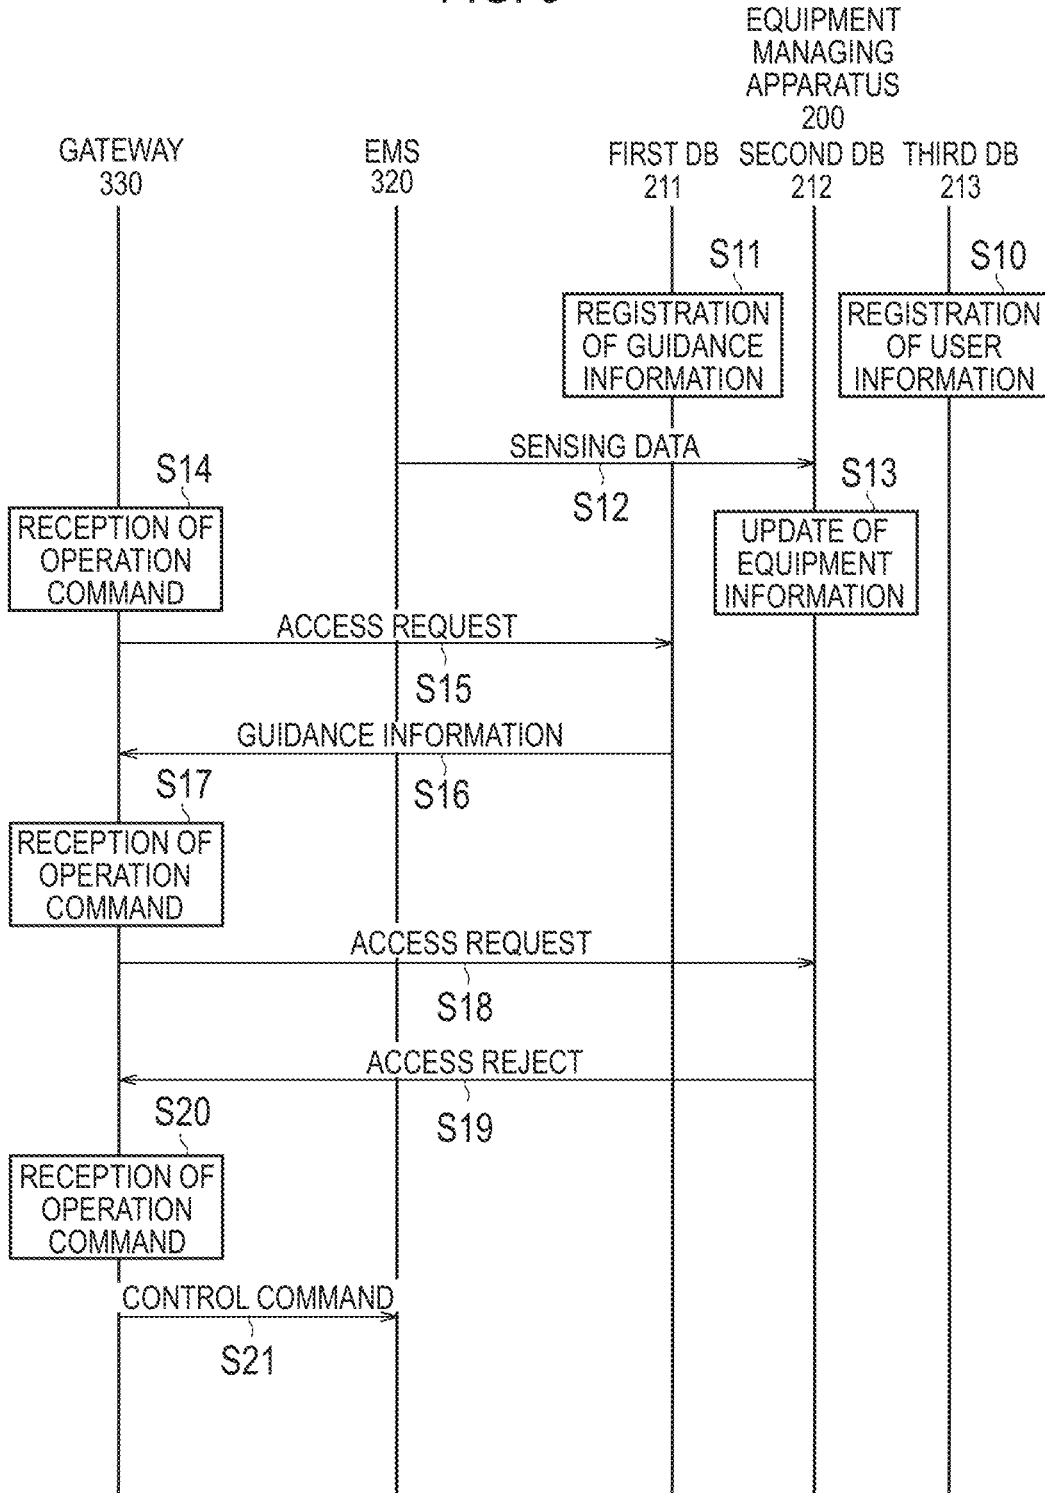 EQUIPMENT
MANAGING
APPARATUS
200
GATEWAY
330
EMS
320
FIRST DB
211
SECOND DB
212
THIRD DB
213
S11
REGISTRATION
OF GUIDANCE
INFORMATION
S10
REGISTRATION
OF USER
INFORMATION
SENSING DATA
S12
S14
RECEPTION OF
OPERATION
COMMAND
S13
UPDATE OF
EQUIPMENT
INFORMATION
ACCESS REQUEST
S15
GUIDANCE INFORMATION
S16
S17
RECEPTION OF
OPERATION
COMMAND
ACCESS REQUEST
S18
ACCESS REJECT
S19
S20
RECEPTION OF
OPERATION
COMMAND
CONTROL COMMAND
S21